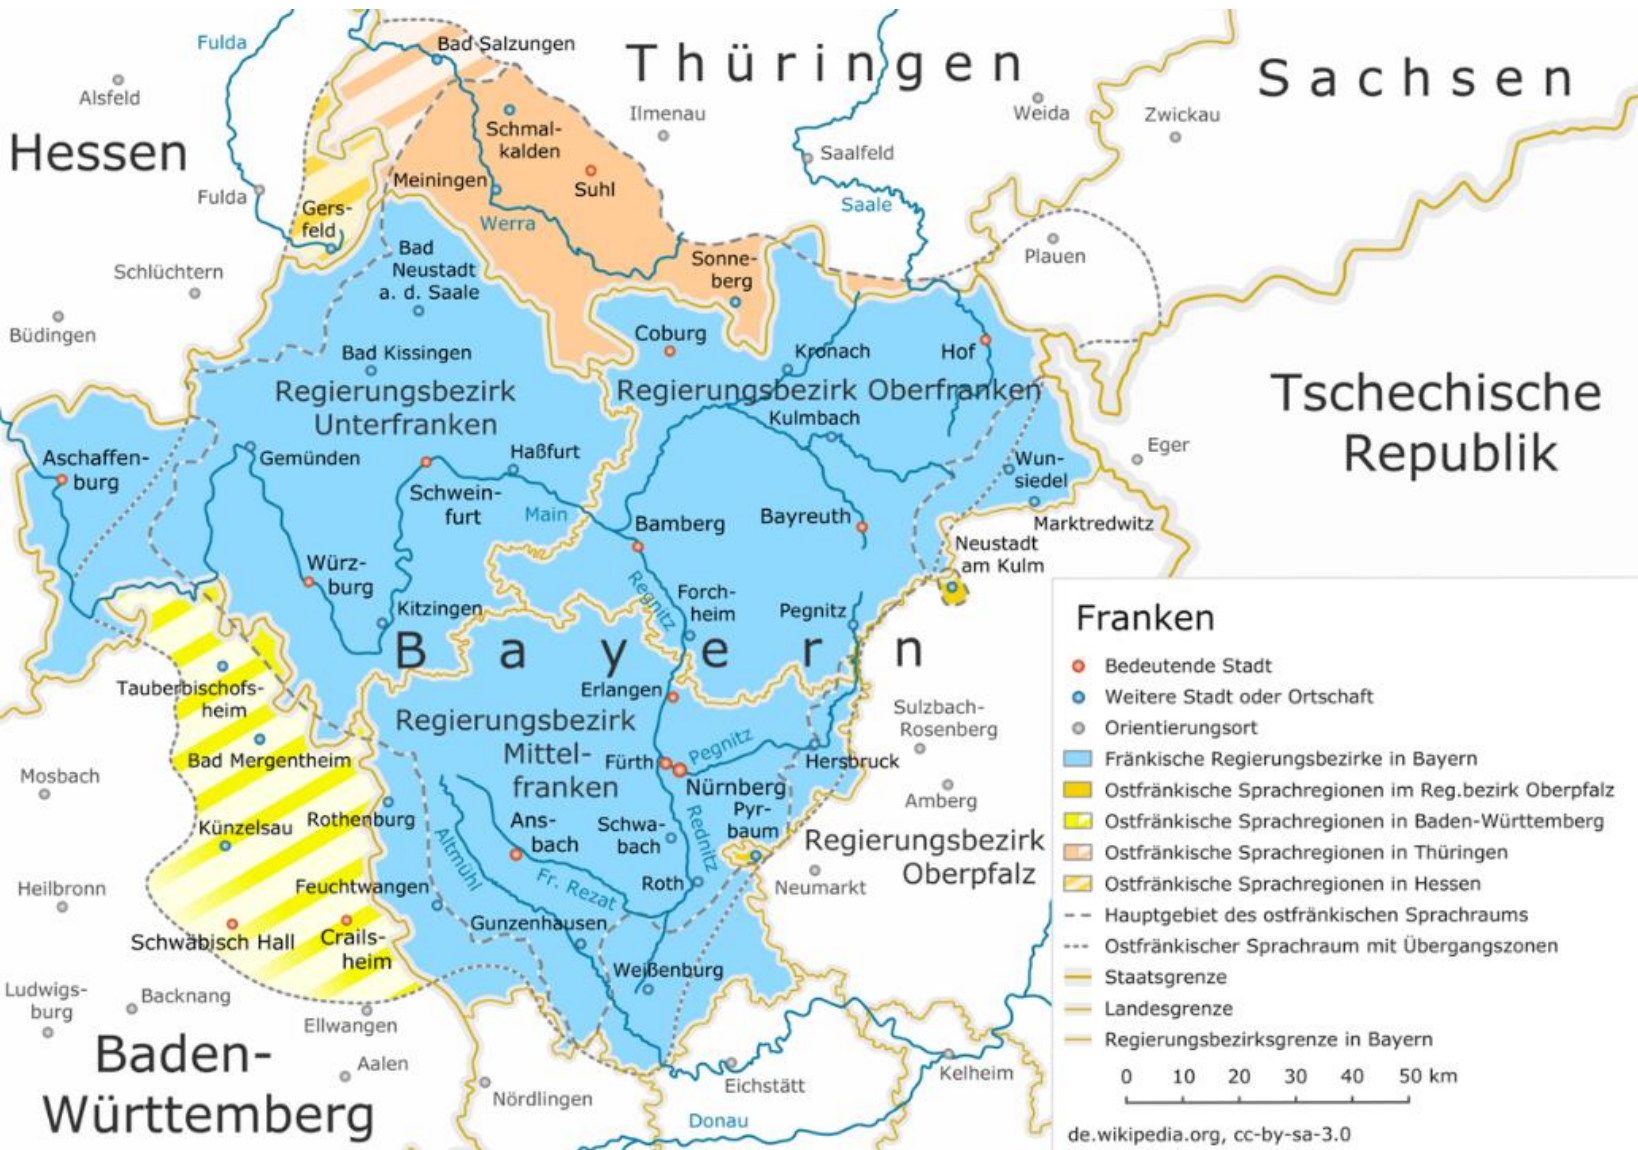 Fulda
Bad Salzungen
Thüringen
Sachsen
Alsfeld
Ilmenau
Weida
Zwickau
Hessen
Schmal-
kalden
Saalfeld
Meiningen
Suhl
Fulda
Saale
Gers-
feld
Werra
Plauen
Bad
Neustadt
a. d. Saale
Sonne-
berg
Schlüchtern
Büdingen
Coburg
Bad Kissingen
Kronach
Hof
Regierungsbezirk
Unterfranken
Regierungsbezirk Oberfranken
Tschechische
Republik
Kulmbach
Eger
Aschaffen-
burg
Gemünden
Haßfurt
Wun-
siedel
Schwein-
furt
Main
Bamberg
Bayreuth
Marktredwitz
Neustadt
am Kulm
Würz-
burg
Regnitz
Forch-
heim
Pegnitz
Kitzingen
Bayern
Tauberbischofs-
heim
Erlangen
Regierungsbezirk
Mittel-
franken
Sulzbach-
Rosenberg
Pegnitz
Bad Mergentheim
Fürth
Hersbruck
Mosbach
Nürnberg
Amberg
Künzelsau
Rothenburg
Ans-
bach
Schwa-
bach
Rednitz
Pyr-
baum
Regierungsbezirk
Oberpfalz
Altmühl
Fr. Rezat
Heilbronn
Feuchtwangen
Roth
Neumarkt
Gunzenhausen
Schwäbisch Hall
Crails-
heim
Weißenburg
Ludwigs-
burg
Backnang
Ellwangen
Baden-
Württemberg
Aalen
Nördlingen
Eichstätt
Kelheim
Donau
Franken
Bedeutende Stadt
Weitere Stadt oder Ortschaft
Orientierungsort
Fränkische Regierungsbezirke in Bayern
Ostfränkische Sprachregionen im Reg.bezirk Oberpfalz
Ostfränkische Sprachregionen in Baden-Württemberg
Ostfränkische Sprachregionen in Thüringen
Ostfränkische Sprachregionen in Hessen
Hauptgebiet des ostfränkischen Sprachraums
Ostfränkischer Sprachraum mit Übergangszonen
Staatsgrenze
Landesgrenze
Regierungsbezirksgrenze in Bayern
0 10 20 30 40 50 km
de.wikipedia.org, cc-by-sa-3.0